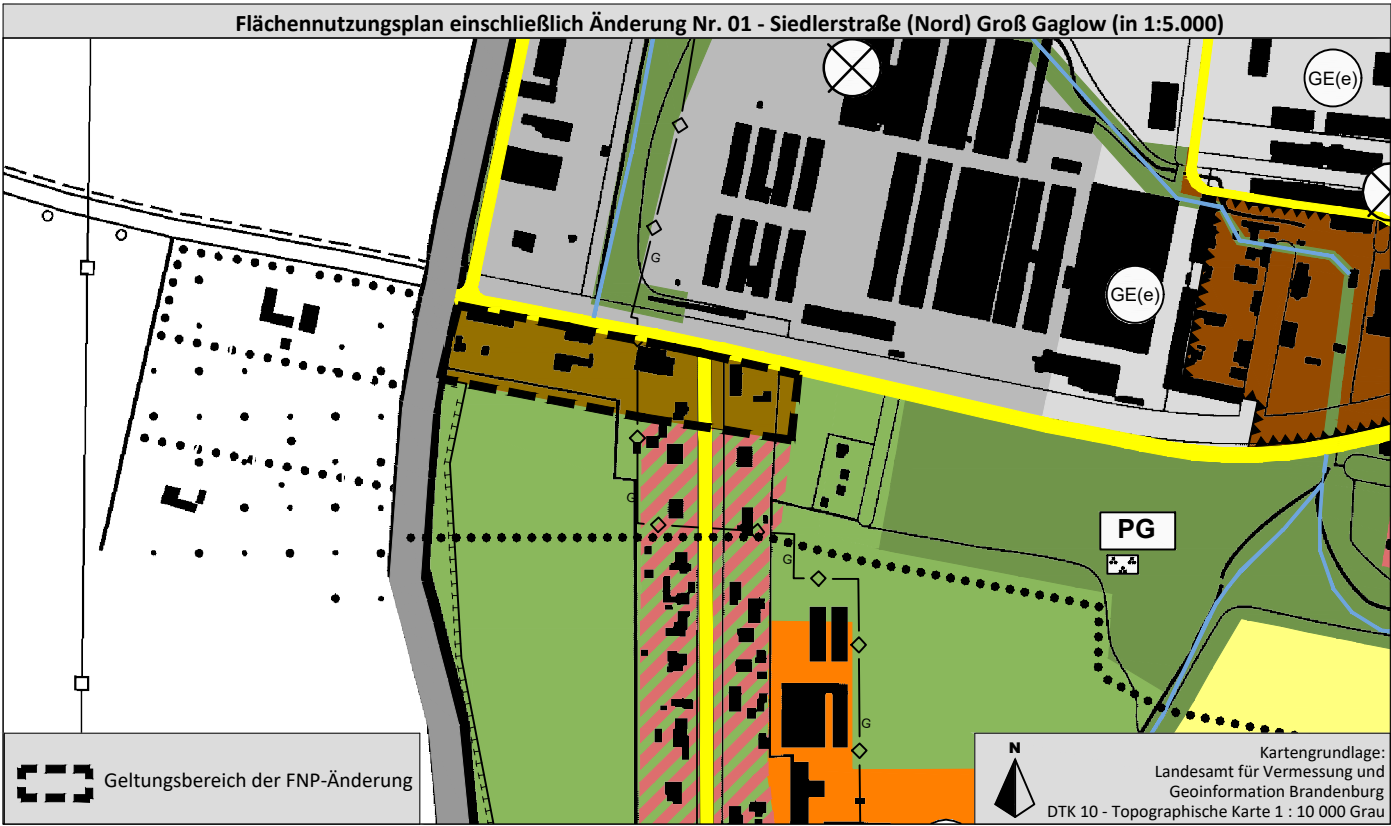 Flächennutzungsplan einschließlich Änderung Nr. 01 - Siedlerstraße (Nord) Groß Gaglow (in 1:5.000)
GE(e)
G
GE(e)
G
PG
G
G
Geltungsbereich der FNP-Änderung
N
Kartengrundlage:
Landesamt für Vermessung und
Geoinformation Brandenburg
DTK 10 - Topographische Karte 1 : 10 000 Grau